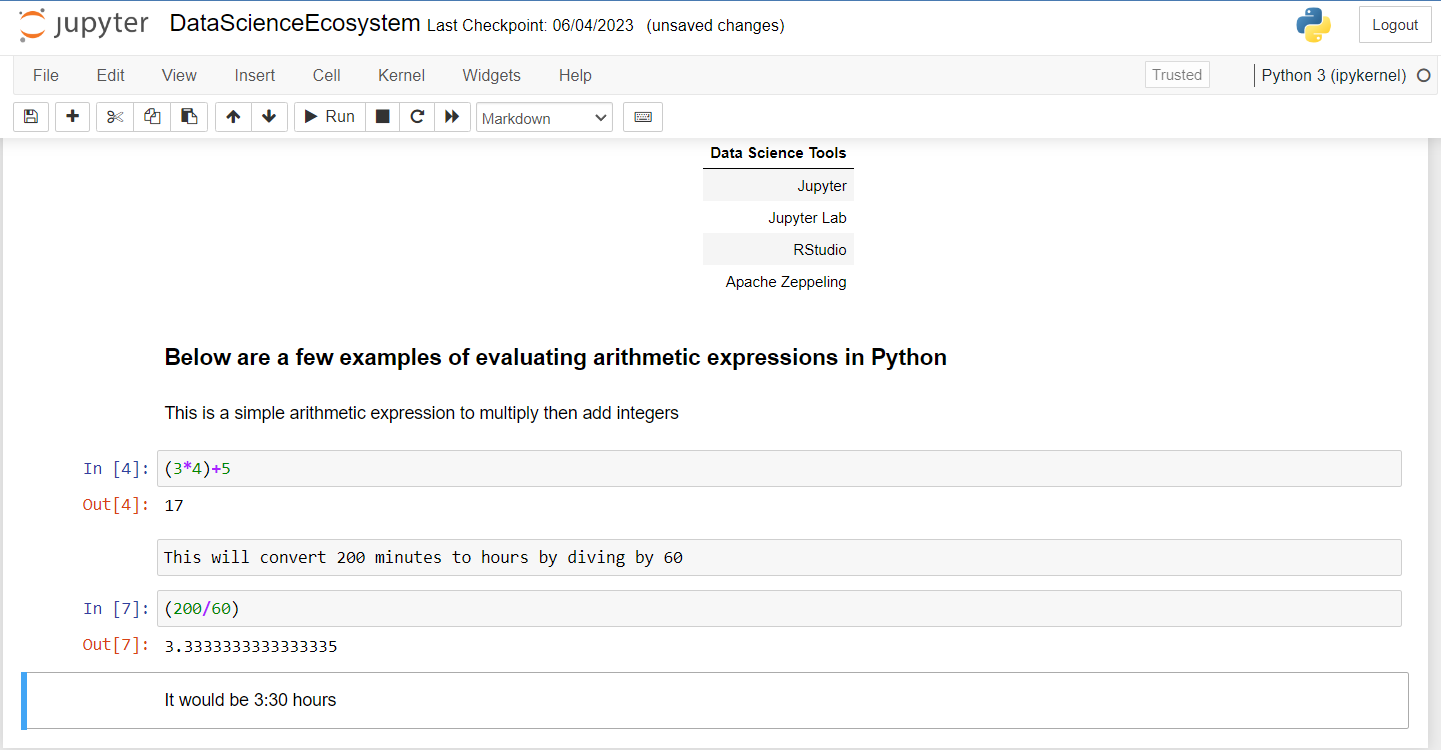 jupyter DataScienceEcosystem Last Checkpoint: 06/04/2023 (unsaved changes) Logout
File Edit View Insert Cell Kernel Widgets Help Trusted Python 3 (ipykernel)
Run Markdown
Data Science Tools
Jupyter
Jupyter Lab
RStudio
Apache Zeppeling
Below are a few examples of evaluating arithmetic expressions in Python
This is a simple arithmetic expression to multiply then add integers
In [4]: (3*4)+5
Out[4]: 17
This will convert 200 minutes to hours by diving by 60
In [7]: (200/60)
Out[7]: 3.3333333333333335
It would be 3:30 hours